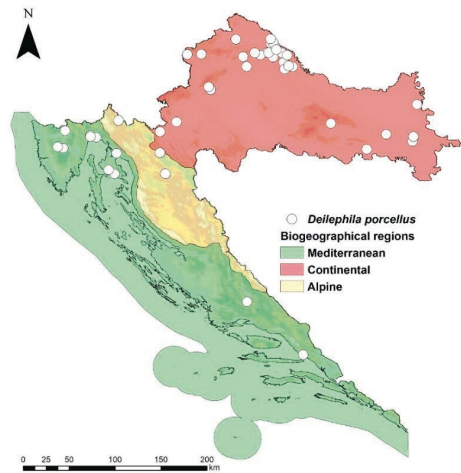 N
Deilephila porcellus
Biogeographical regions
Mediterranean
Continental
Alpine
0 25 50 100 150 200
km